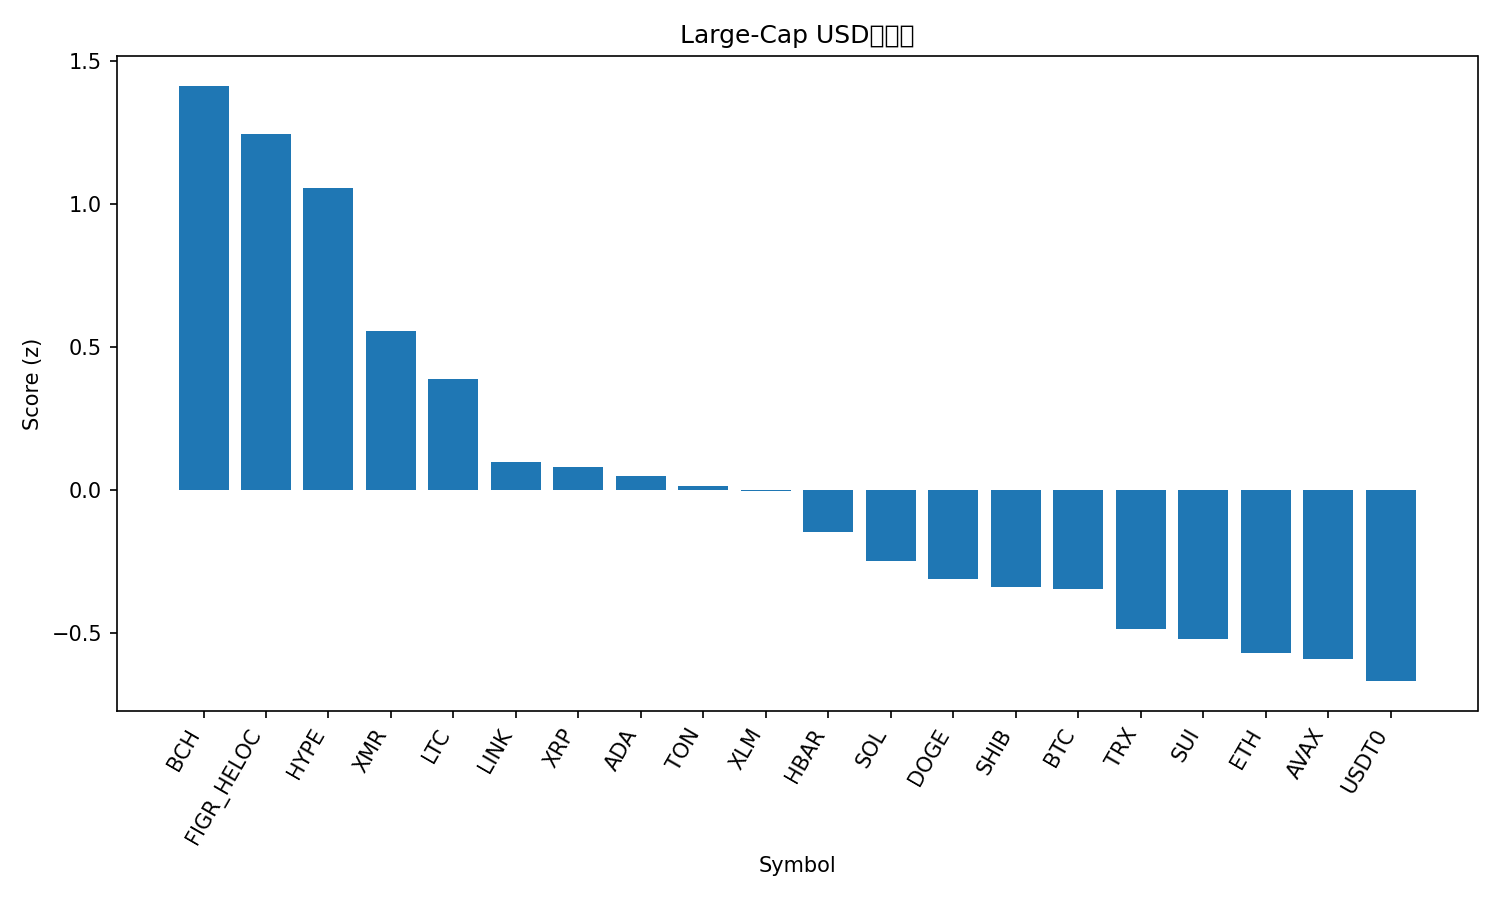 Large-Cap USD
1.5
1.0
0.5
0.0
−0.5
Score (z)
BCH
FIGR_HELOC
HYPE
XMR
LTC
LINK
XRP
ADA
TON
XLM
HBAR
SOL
DOGE
SHIB
BTC
TRX
SUI
ETH
AVAX
USDT0
Symbol